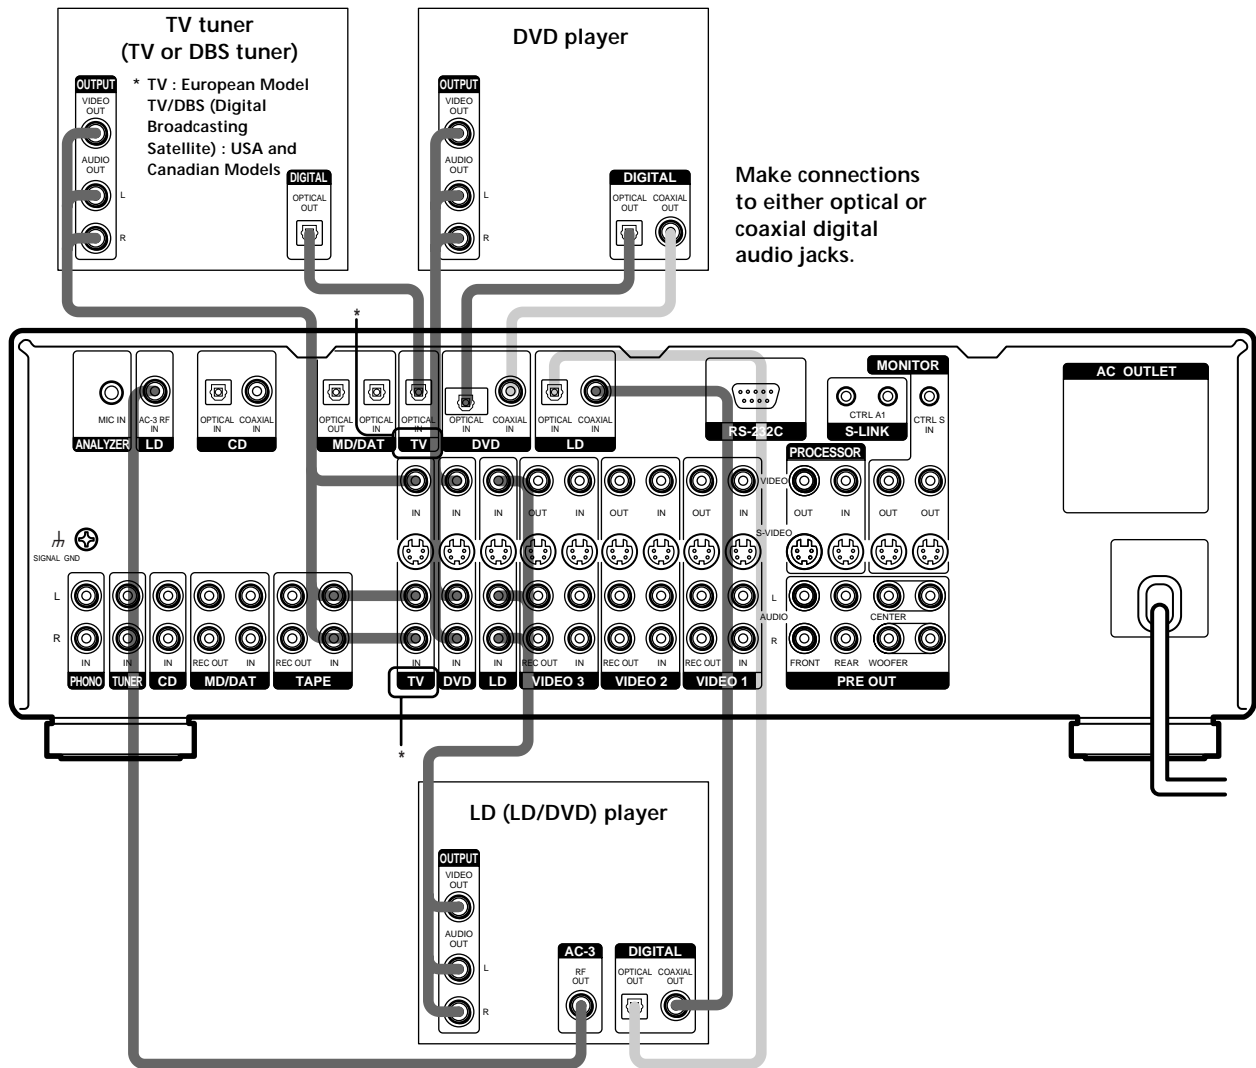 TV tuner
(TV or DBS tuner)
OUTPUT
VIDEO
OUT
AUDIO
OUT
L
R
* TV : European Model
TV/DBS (Digital
Broadcasting
Satellite) : USA and
Canadian Models
DIGITAL
OPTICAL
OUT
DVD player
OUTPUT
VIDEO
OUT
AUDIO
OUT
L
R
DIGITAL
OPTICAL
OUT
COAXIAL
OUT
Make connections
to either optical or
coaxial digital
audio jacks.
*
MIC IN
ANALYZER
AC-3 RF
IN
LD
OPTICAL
IN
COAXIAL
IN
CD
OPTICAL
OUT
OPTICAL
IN
MD/DAT
OPTICAL
IN
TV
OPTICAL
IN
COAXIAL
IN
DVD
OPTICAL
IN
COAXIAL
IN
LD
RS-232C
MONITOR
CTRL A1
S-LINK
CTRL S
IN
AC OUTLET
PROCESSOR
VIDEO
IN
IN
IN
OUT
IN
OUT
IN
OUT
IN
OUT
IN
OUT
OUT
S-VIDEO
SIGNAL GND
L
R
L
AUDIO
R
CENTER
IN
IN
IN
REC OUT
IN
REC OUT
IN
IN
IN
IN
REC OUT
IN
REC OUT
IN
REC OUT
IN
FRONT
REAR
WOOFER
PHONO
TUNER
CD
MD/DAT
TAPE
TV
DVD
LD
VIDEO 3
VIDEO 2
VIDEO 1
PRE OUT
*
LD (LD/DVD) player
OUTPUT
VIDEO
OUT
AUDIO
OUT
L
R
AC-3
RF
OUT
DIGITAL
OPTICAL
OUT
COAXIAL
OUT